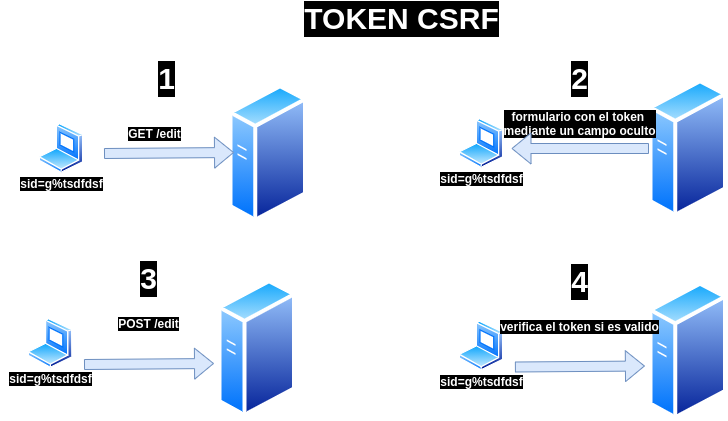 TOKEN CSRF
1
GET /edit
sid=g%tsdfdsf
2
formulario con el token
mediante un campo oculto
sid=g%tsdfdsf
3
POST /edit
sid=g%tsdfdsf
4
verifica el token si es valido
sid=g%tsdfdsf